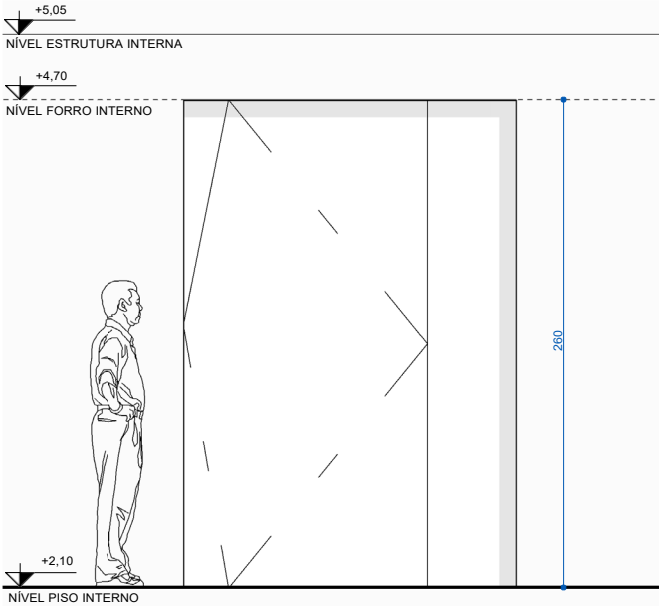 +5,05
NÍVEL ESTRUTURA INTERNA
+4,70
NÍVEL FORRO INTERNO
260
+2,10
NÍVEL PISO INTERNO